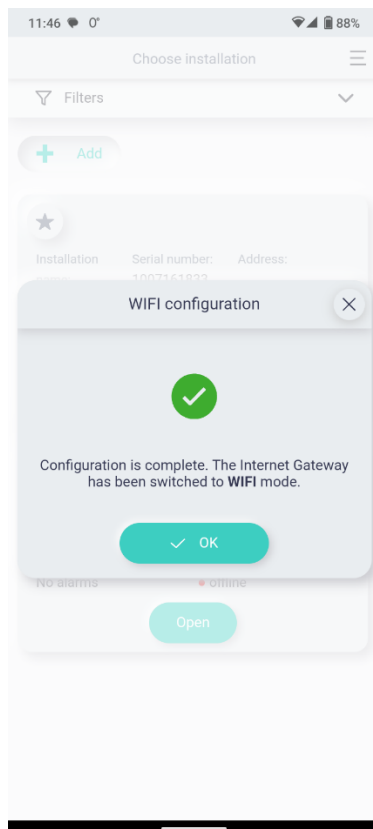 11:46 0° 88%
Choose installation
Filters
Add
Installation Serial number: Address:
WIFI configuration
Configuration is complete. The Internet Gateway
has been switched to WIFI mode.
OK
No alarms offline
Open